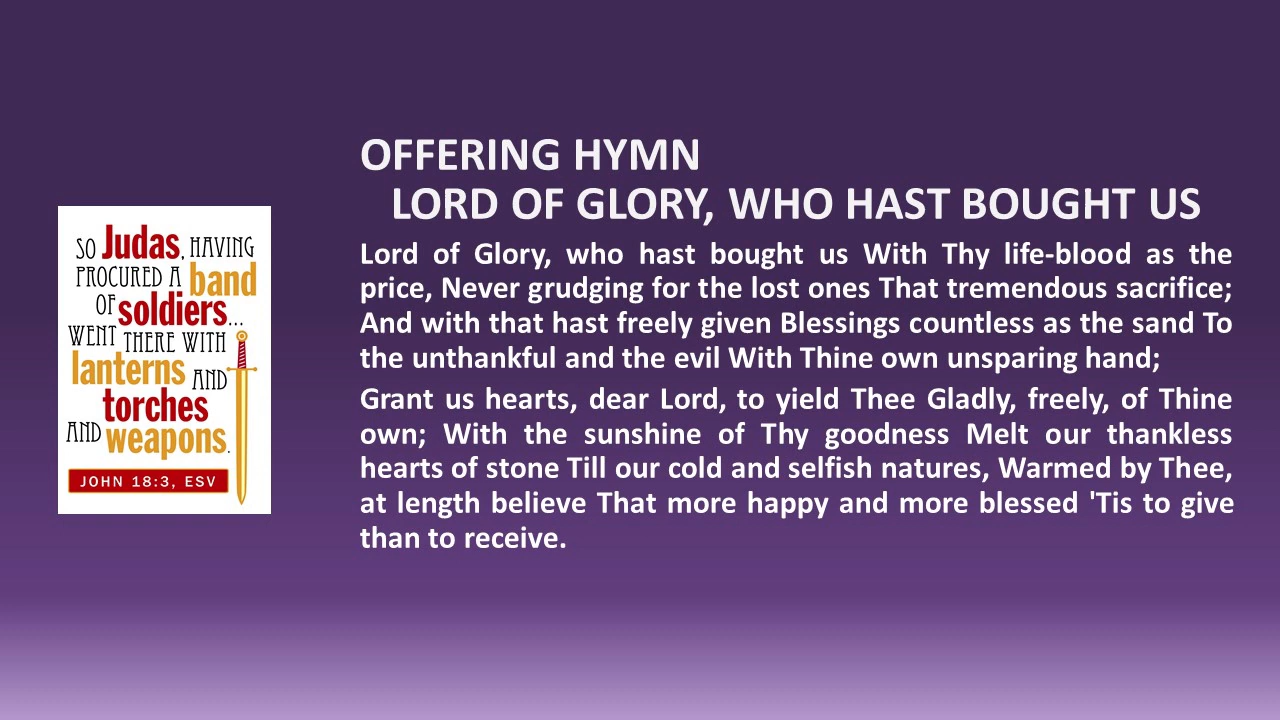 SO Judas, HAVING
PROCURED A band
OF soldiers...
WENT THERE WITH
lanterns AND
torches
AND weapons.
JOHN 18:3, ESV
OFFERING HYMN
LORD OF GLORY, WHO HAST BOUGHT US
Lord of Glory, who hast bought us With Thy life-blood as the
price, Never grudging for the lost ones That tremendous sacrifice;
And with that hast freely given Blessings countless as the sand To
the unthankful and the evil With Thine own unsparing hand;
Grant us hearts, dear Lord, to yield Thee Gladly, freely, of Thine
own; With the sunshine of Thy goodness Melt our thankless
hearts of stone Till our cold and selfish natures, Warmed by Thee,
at length believe That more happy and more blessed 'Tis to give
than to receive.